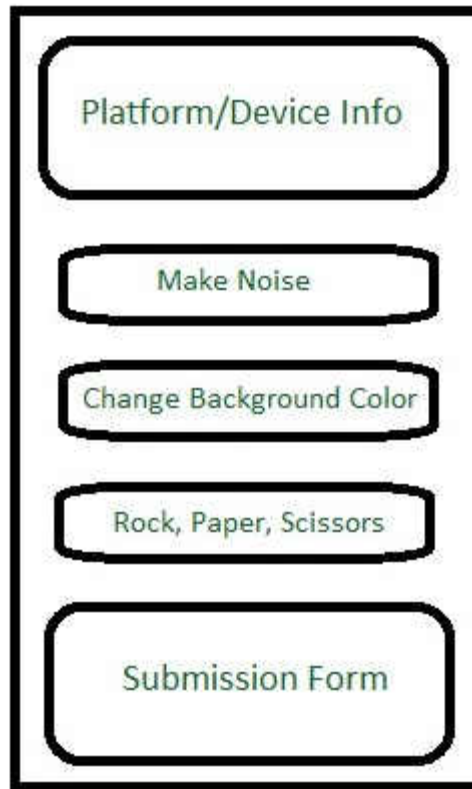 Platform/Device Info
Make Noise
Change Background Color
Rock, Paper, Scissors
Submission Form